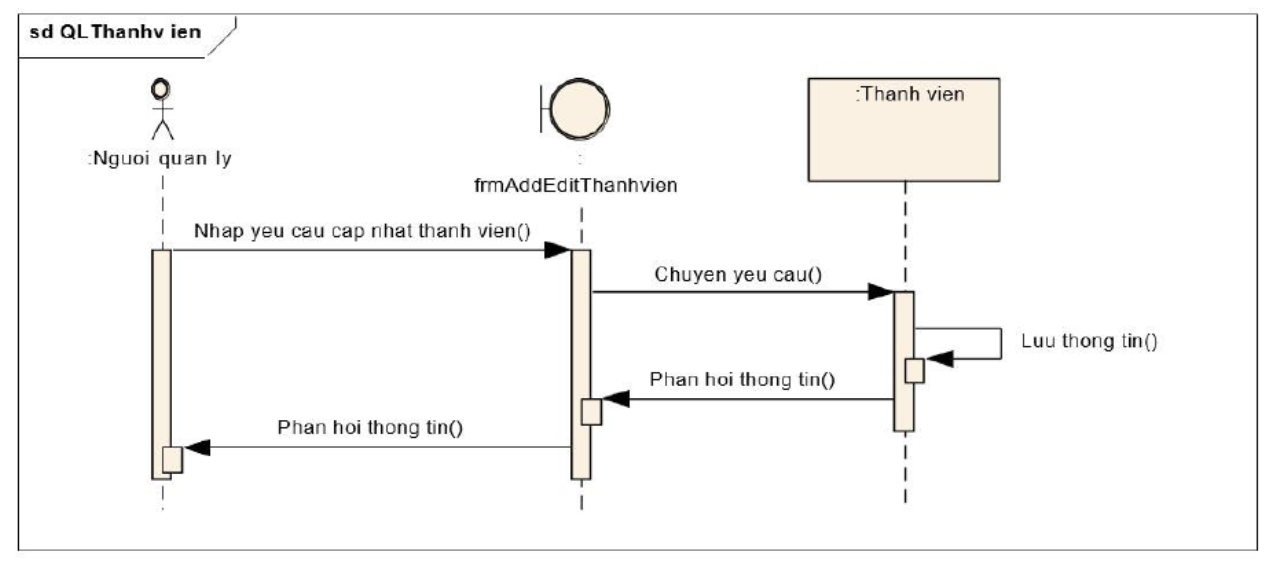 sd QLThanhv ien
:Nguoi quan ly
:
frmAddEditThanhvien
:Thanh vien
Nhap yeu cau cap nhat thanh vien()
Chuyen yeu cau()
Luu thong tin()
Phan hoi thong tin()
Phan hoi thong tin()